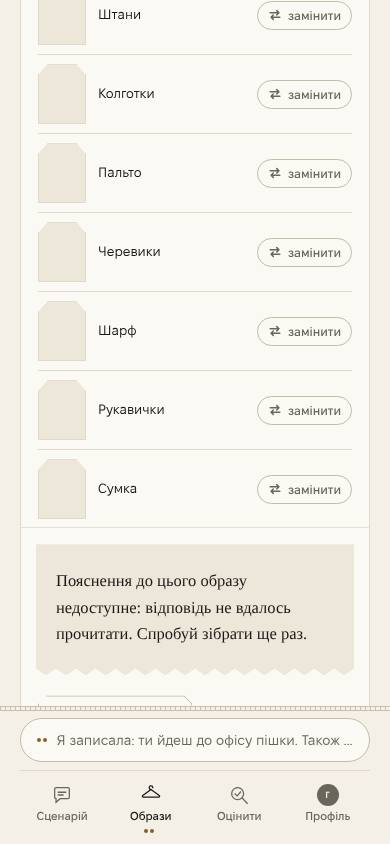 Штани
замінити
Колготки
замінити
Пальто
замінити
Черевики
замінити
Шарф
замінити
Рукавички
замінити
Сумка
замінити
Пояснення до цього образу
недоступне: відповідь не вдалось
прочитати. Спробуй зібрати ще раз.
Я записала: ти йдеш до офісу пішки. Також ...
Сценарій
Образи
Оцінити
Г
Профіль